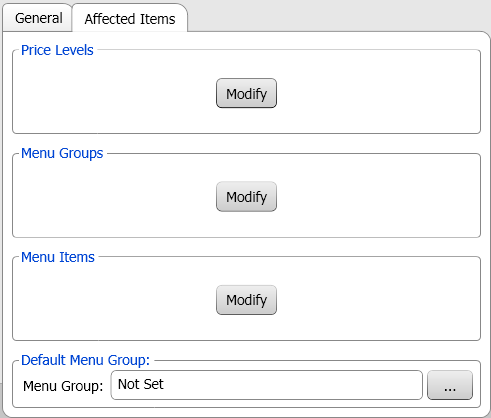 General Affected Items
Price Levels
Modify
Menu Groups
Modify
Menu Items
Modify
Default Menu Group:
Menu Group: Not Set ...